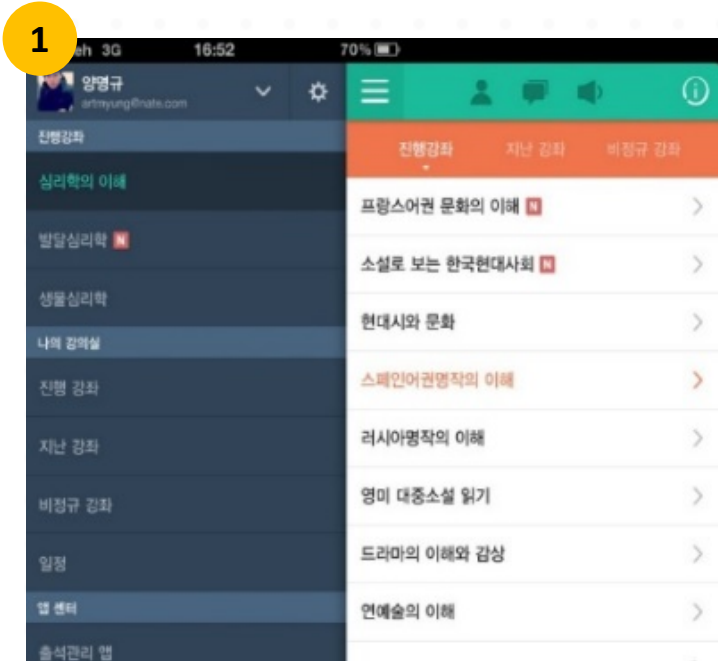 1
eh 3G 16:52 70%
양명규
artmyung@nate.com
진행강좌
심리학의 이해
발달심리학 N
생물심리학
나의 강의실
진행 강좌
지난 강좌
비정규 강좌
일정
앱 센터
출석관리 앱
진행강좌 지난 강좌 비정규 강좌
프랑스어권 문화의 이해 N
소설로 보는 한국현대사회 N
현대시와 문화
스페인어권명작의 이해
러시아명작의 이해
영미 대중소설 읽기
드라마의 이해와 감상
연예술의 이해